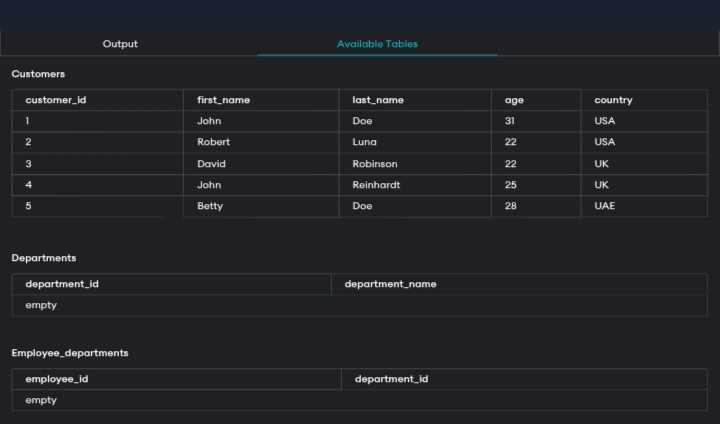 Output Available Tables
Customers
customer_id first_name last_name age country
1 John Doe 31 USA
2 Robert Luna 22 USA
3 David Robinson 22 UK
4 John Reinhardt 25 UK
5 Betty Doe 28 UAE
Departments
department_id department_name
empty
Employee_departments
employee_id department_id
empty